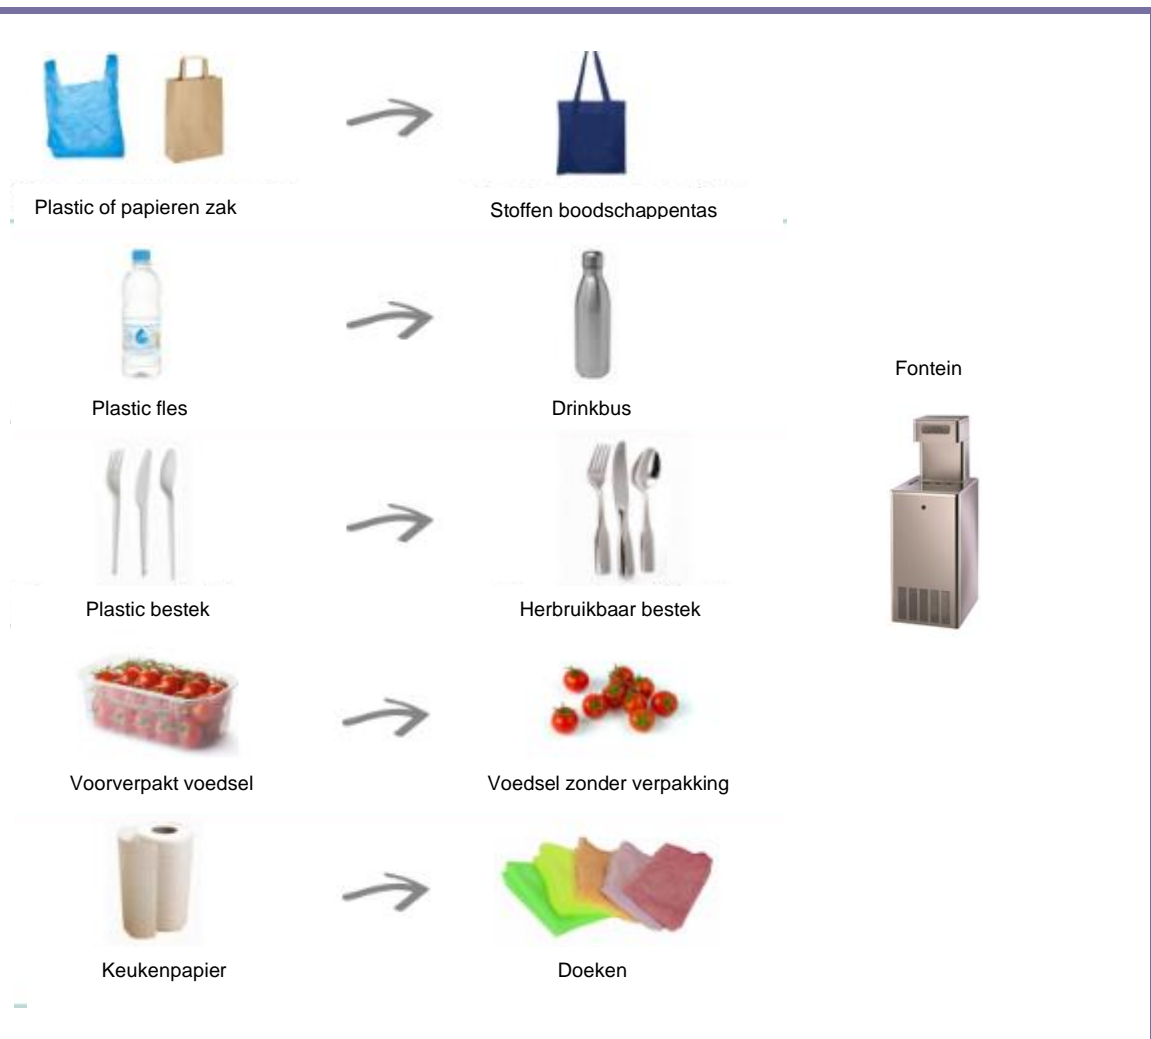 Plastic of papieren zak
Stoffen boodschappentas
Plastic fles
Drinkbus
Fontein
Plastic bestek
Herbruikbaar bestek
Voorverpakt voedsel
Voedsel zonder verpakking
Keukenpapier
Doeken